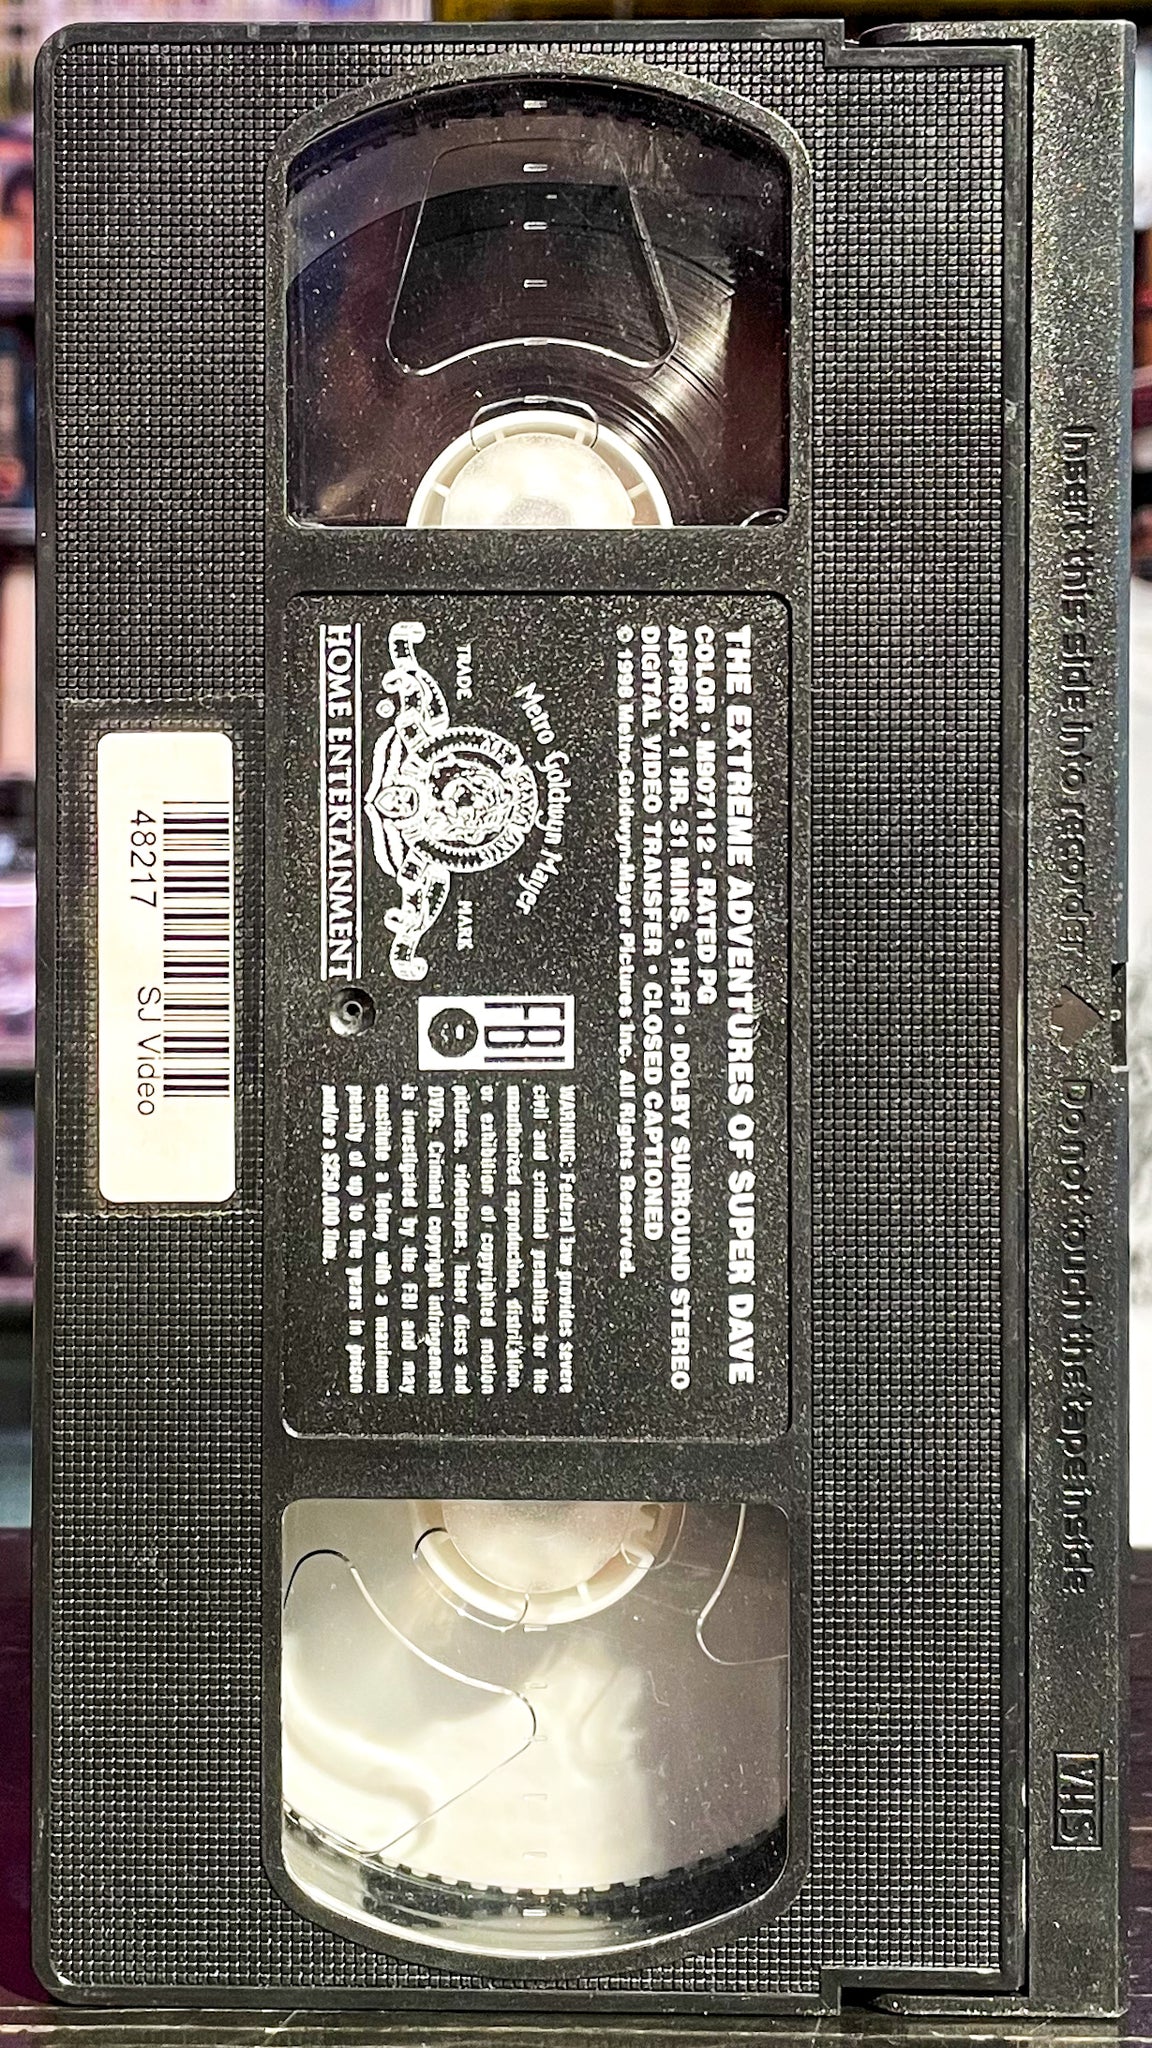 Insert this side into recorder
Do not touch the tape inside
VHS
THE EXTREME ADVENTURES OF SUPER DAVE
COLOR • M907112 • RATED PG
APPROX. 1 HR. 31 MINS. • HI-FI • DOLBY SURROUND STEREO
DIGITAL VIDEO TRANSFER • CLOSED CAPTIONED
© 1998 Metro-Goldwyn-Mayer Pictures Inc. All Rights Reserved.
Metro Goldwyn Mayer
TRADE MARK
®
HOME ENTERTAINMENT
FBI
WARNING: Federal law provides severe
civil and criminal penalties for the
unauthorized reproduction, distribution,
or exhibition of copyrighted motion
pictures, videotapes, laser discs and
DVDs. Criminal copyright infringement
is investigated by the FBI and may
constitute a felony with a maximum
penalty of up to five years in prison
and/or a $250,000 fine.
48217 SJ Video